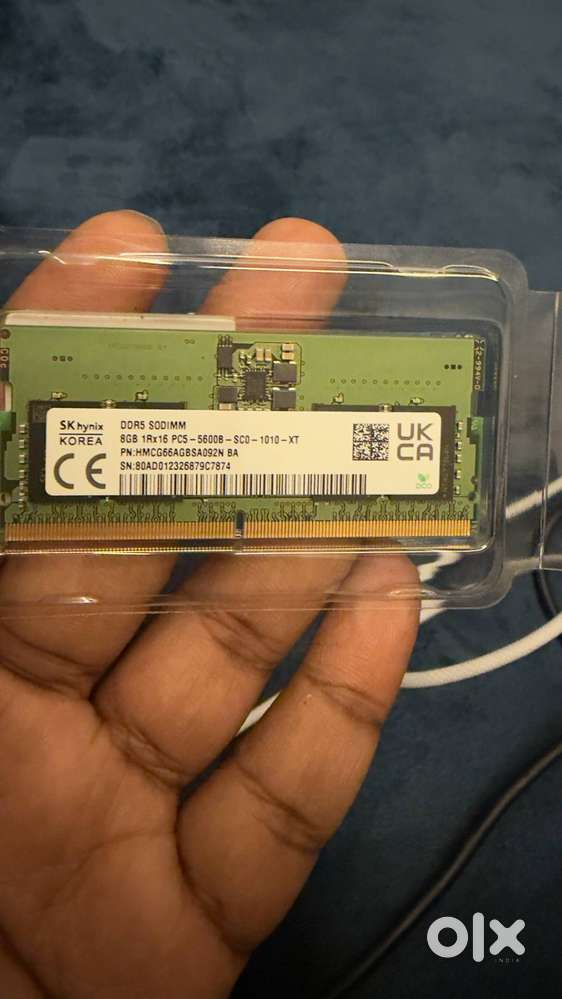 SK hynix
KOREA
DDR5 SODIMM
8GB 1Rx16 PC5-5600B-SC0-1010-XT
PN:HMCG66AGBSA092N BA
SN:80AD012326879C7874
CE
UK
CA
olx
INDIA